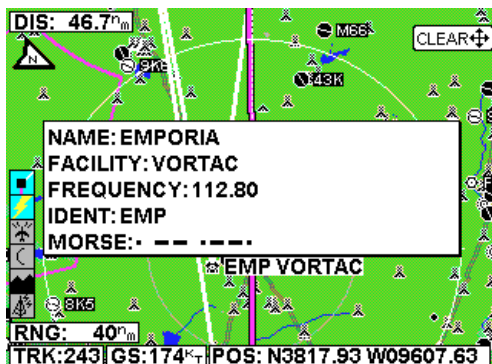 DIS: 46.7nm
M66
CLEAR
N
9K8
43K
NAME: EMPORIA
FACILITY: VORTAC
FREQUENCY: 112.80
IDENT: EMP
MORSE: · –– ·––·
EMP VORTAC
8K5
RNG: 40nm
TRK:243 GS:174KT POS: N3817.93 W09607.63